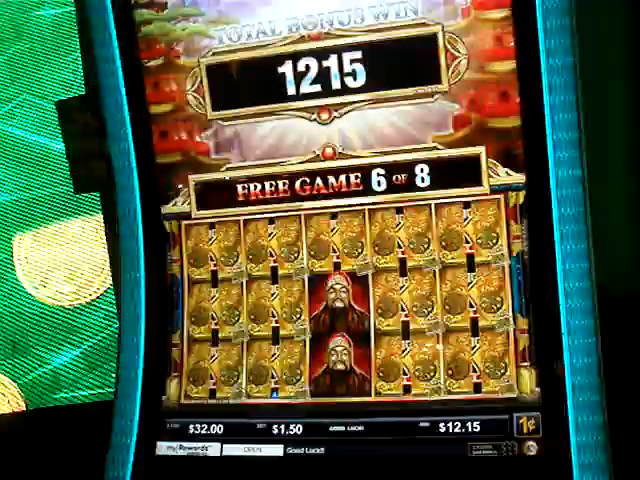 TOTAL BONUS WIN
1215
FREE GAME 6 OF 8
$32.00 $1.50 $12.15 1¢
myRewards OPEN Good Luck!!